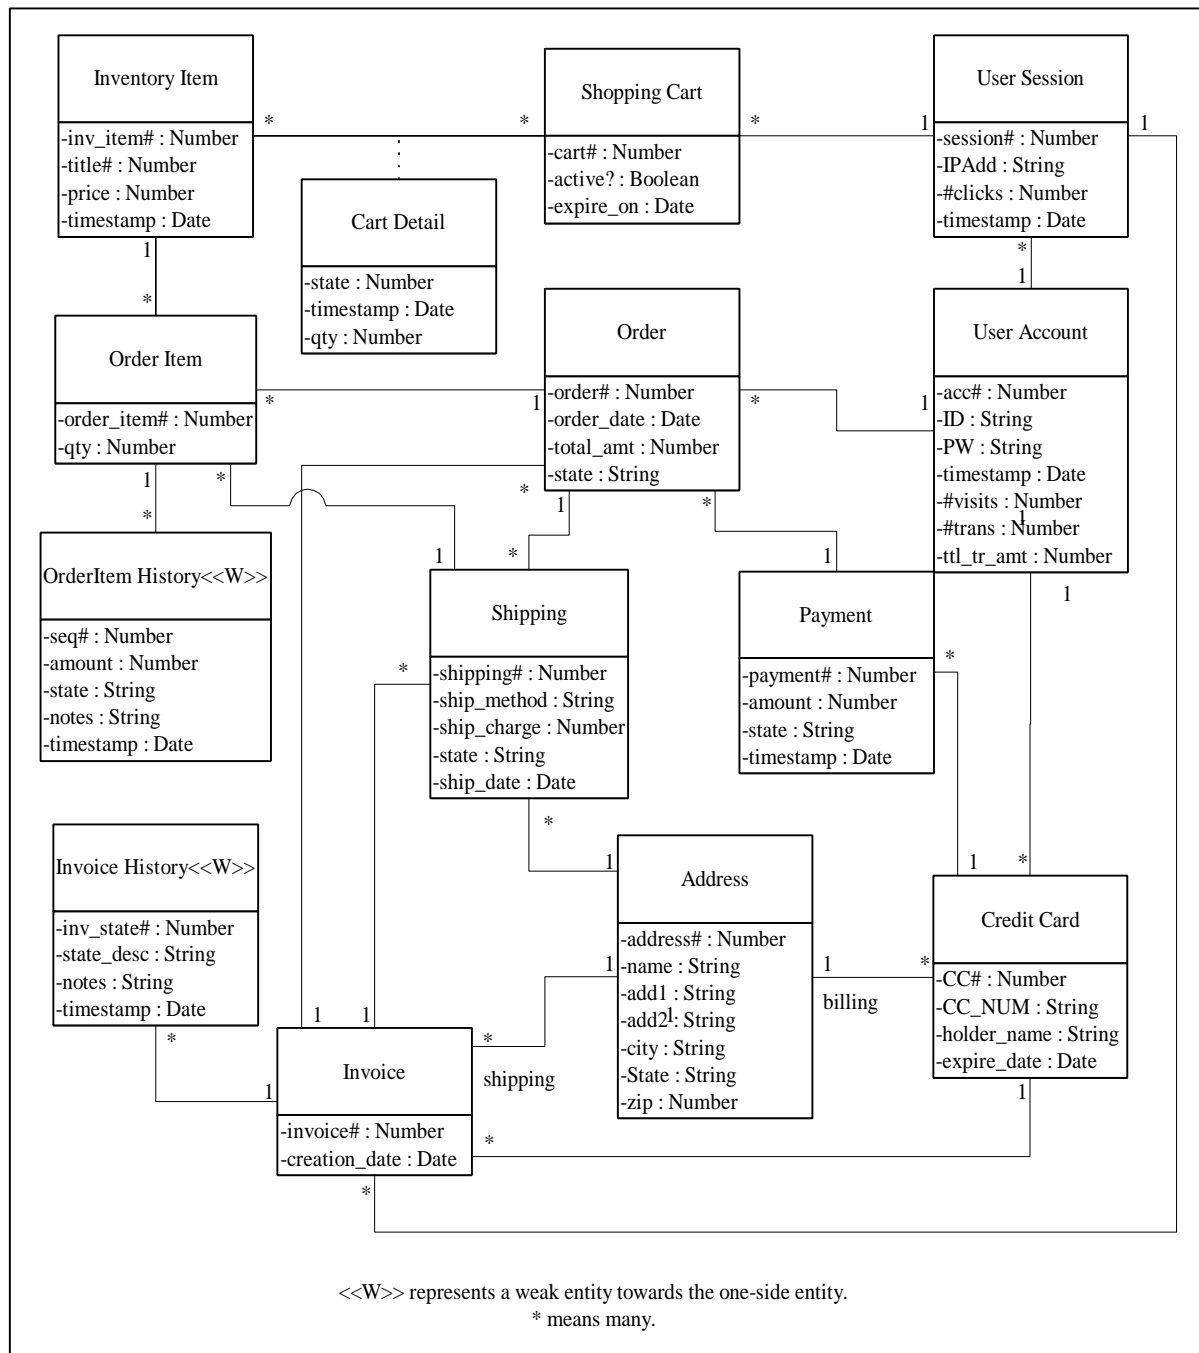 Inventory Item
-inv_item# : Number
-title# : Number
-price : Number
-timestamp : Date
*
*
Shopping Cart
-cart# : Number
-active? : Boolean
-expire_on : Date
*
1
User Session
-session# : Number
-IPAdd : String
-#clicks : Number
-timestamp : Date
1
Cart Detail
-state : Number
-timestamp : Date
-qty : Number
1
*
*
1
Order Item
-order_item# : Number
-qty : Number
*
1
Order
-order# : Number
-order_date : Date
-total_amt : Number
-state : String
*
1
User Account
-acc# : Number
-ID : String
-PW : String
-timestamp : Date
-#visits : Number
-#trans : Number
1
-ttl_tr_amt : Number
1
*
*
1
*
*
1
*
1
1
OrderItem History<<W>>
-seq# : Number
-amount : Number
-state : String
-notes : String
-timestamp : Date
Shipping
-shipping# : Number
-ship_method : String
-ship_charge : Number
-state : String
-ship_date : Date
*
*
Payment
-payment# : Number
-amount : Number
-state : String
-timestamp : Date
*
1
1
*
Invoice History<<W>>
-inv_state# : Number
-state_desc : String
-notes : String
-timestamp : Date
*
1
Address
-address# : Number
-name : String
-add1 : String
-add2 : String
1
-city : String
-State : String
-zip : Number
1
1
billing
*
Credit Card
-CC# : Number
-CC_NUM : String
-holder_name : String
-expire_date : Date
1
1
1
*
shipping
Invoice
-invoice# : Number
-creation_date : Date
*
*
<<W>> represents a weak entity towards the one-side entity.
* means many.